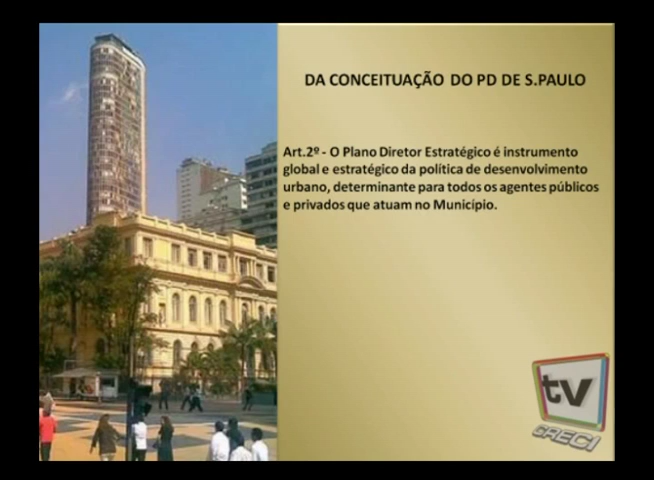 DA CONCEITUAÇÃO DO PD DE S.PAULO
Art.2º - O Plano Diretor Estratégico é instrumento
global e estratégico da política de desenvolvimento
urbano, determinante para todos os agentes públicos
e privados que atuam no Município.
tv
CRECI